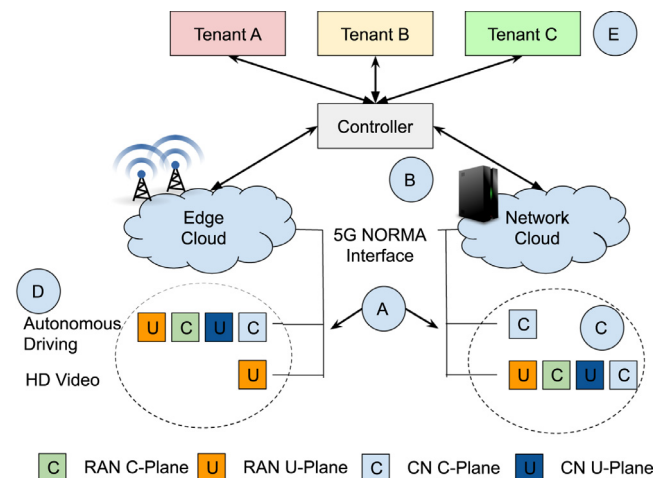 Tenant A
Tenant B
Tenant C
E
Controller
B
Edge
Cloud
5G NORMA
Interface
Network
Cloud
D
A
Autonomous
Driving
U C U C
C
C
HD Video
U
U C U C
C RAN C-Plane U RAN U-Plane C CN C-Plane U CN U-Plane